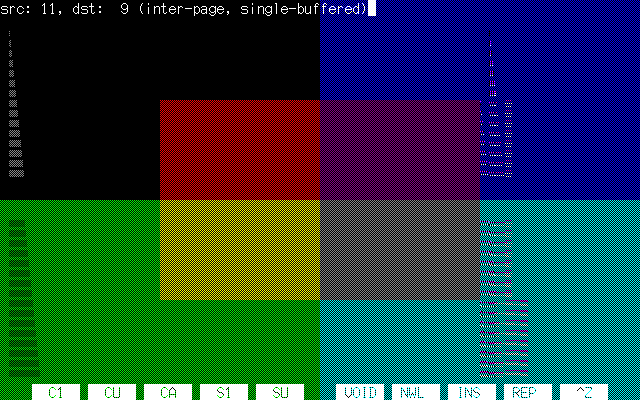 src: 11, dst:  9 (inter-page, single-buffered)
C1 CU CA S1 SU VOID NWL INS REP ^Z